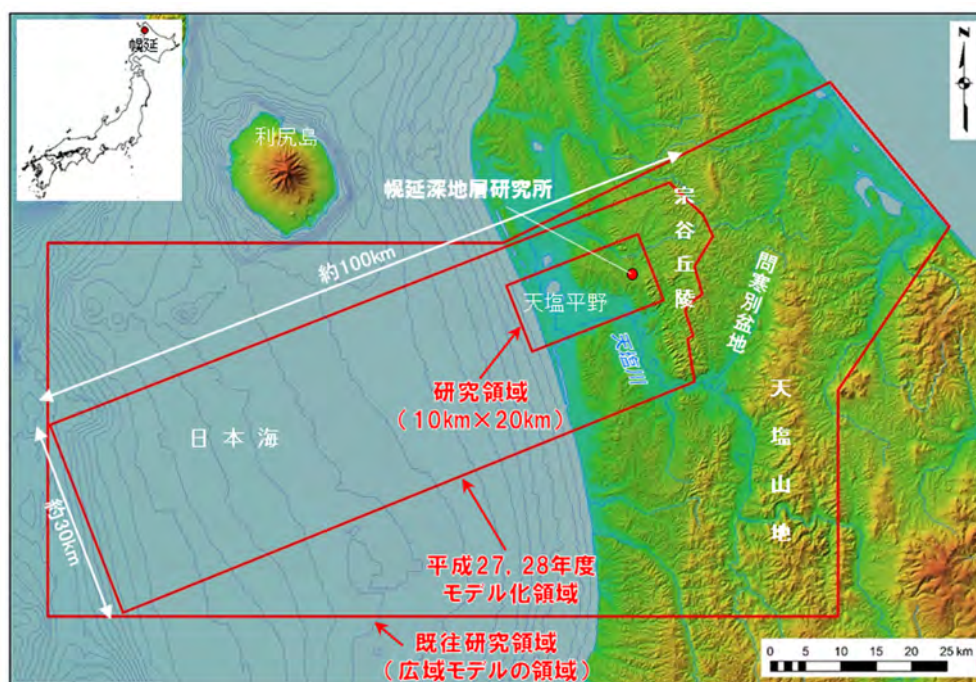 幌延
N
利尻島
幌延深地層研究所
宗谷丘陵
約100km
問寒別盆地
天塩平野
天塩川
研究領域
(10km×20km)
日本海
天塩山地
約30km
平成27, 28年度
モデル化領域
既往研究領域
(広域モデルの領域)
0 5 10 15 20 25 km